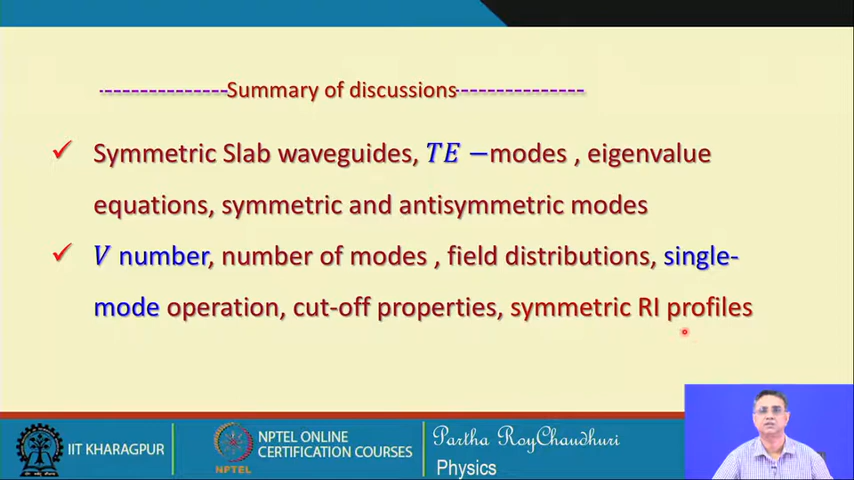 ---------------Summary of discussions---------------
✓ Symmetric Slab waveguides, TE −modes , eigenvalue
equations, symmetric and antisymmetric modes
✓ V number, number of modes , field distributions, single-
mode operation, cut-off properties, symmetric RI profiles
IIT KHARAGPUR
NPTEL
NPTEL ONLINE
CERTIFICATION COURSES
Partha RoyChaudhuri
Physics